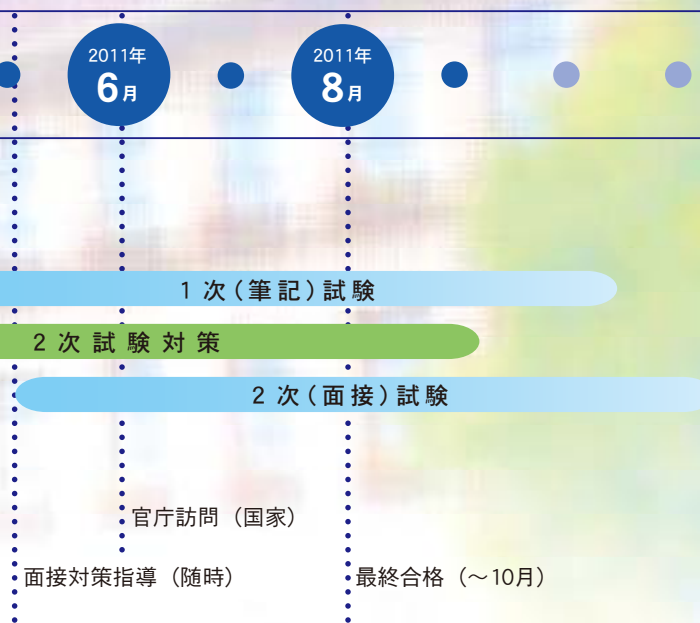 2011年
6月
2011年
8月
1次(筆記)試験
2次試験対策
2次(面接)試験
官庁訪問（国家）
面接対策指導（随時）
最終合格（～10月）